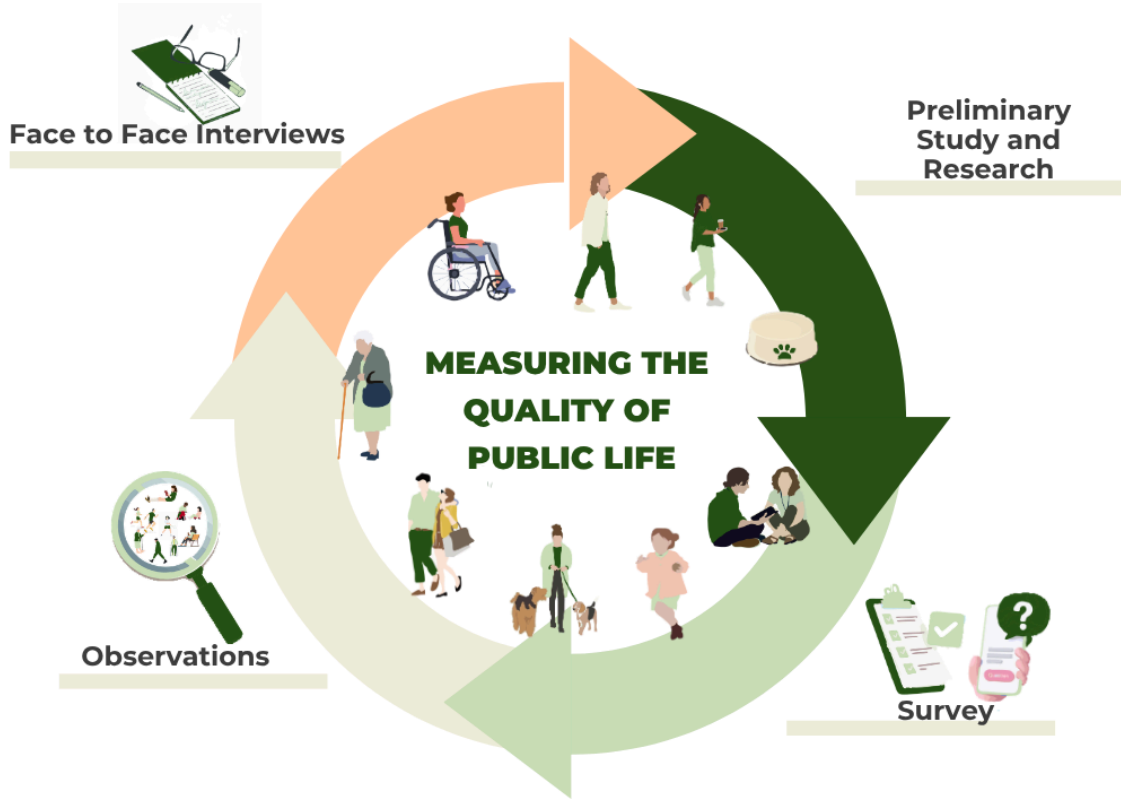 Face to Face Interviews
Preliminary
Study and
Research
MEASURING THE
QUALITY OF
PUBLIC LIFE
Observations
?
Survey